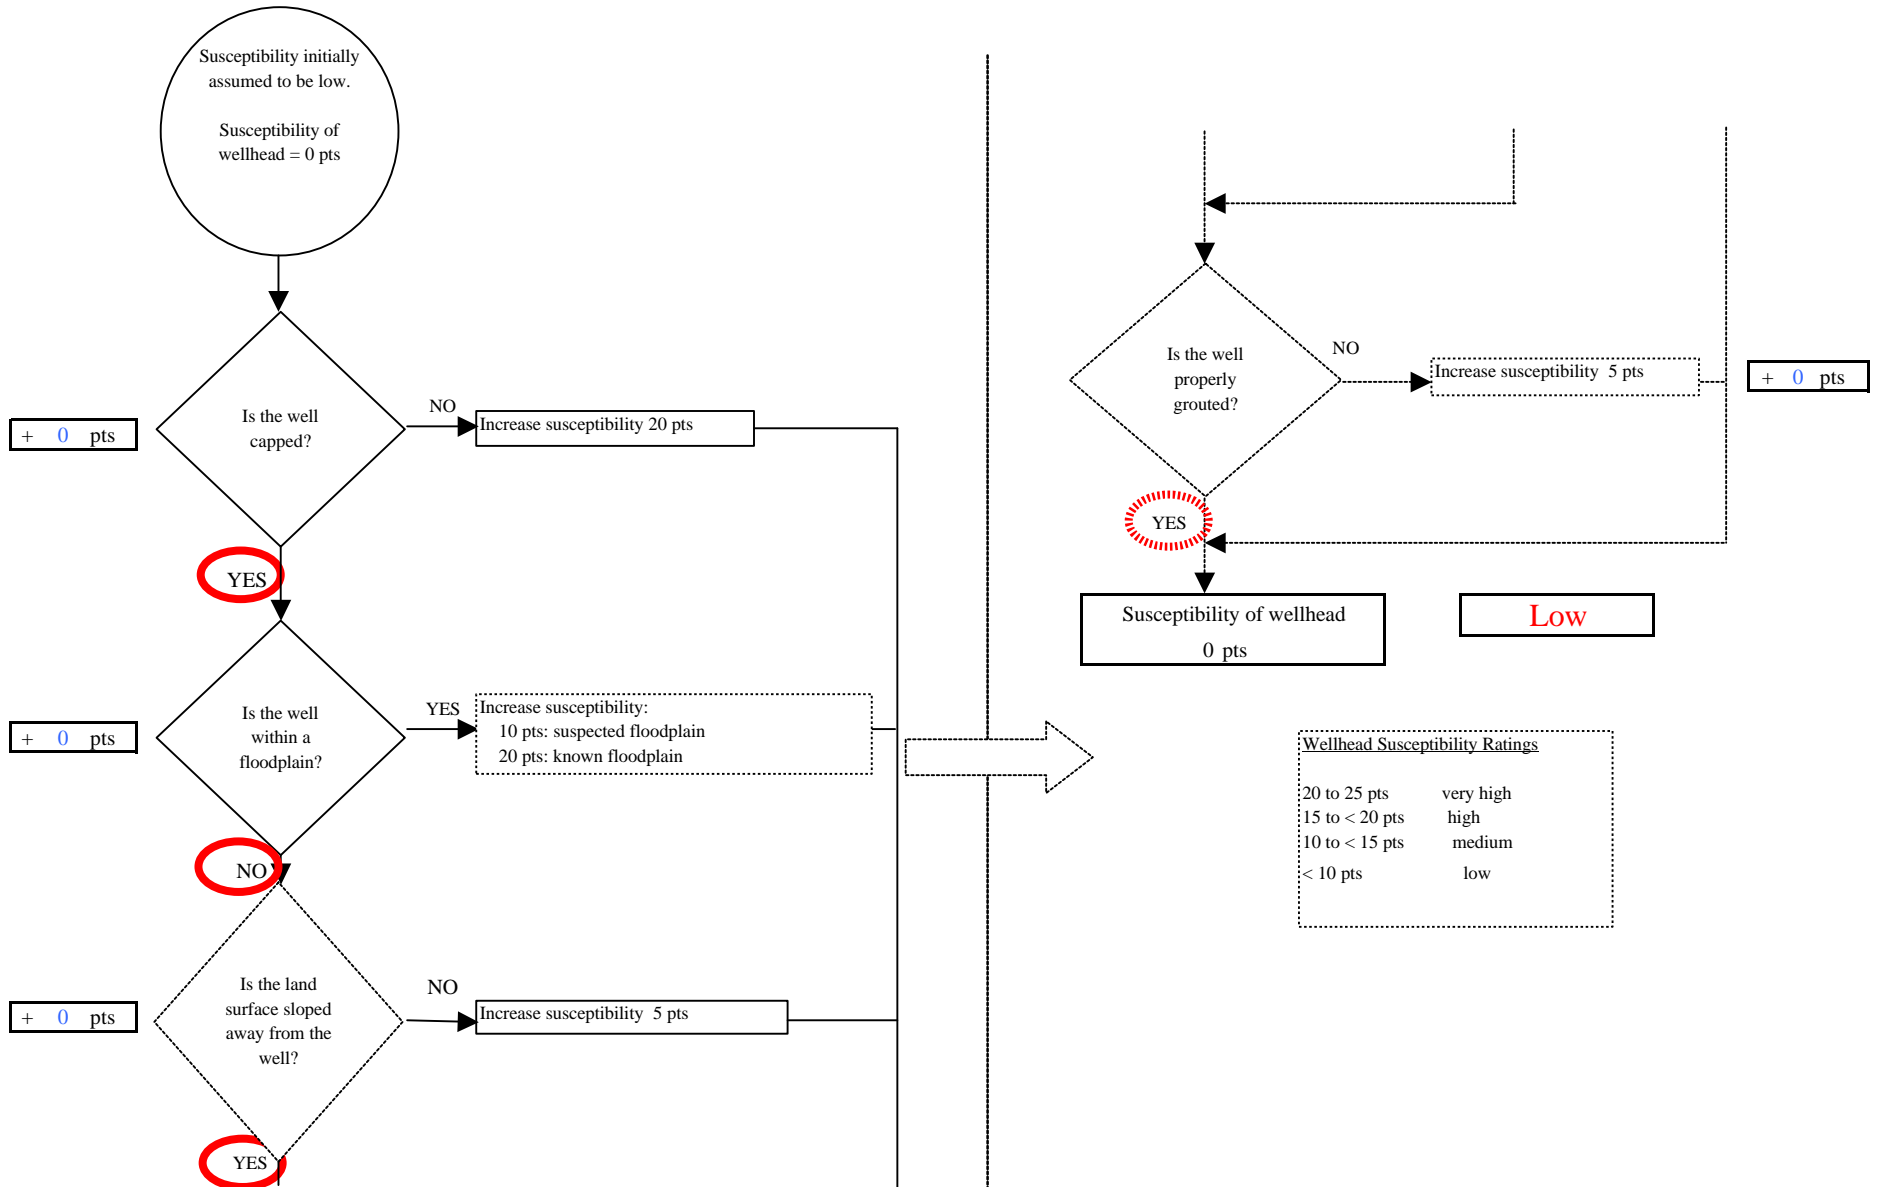 Susceptibility initially
assumed to be low.
Susceptibility of
wellhead = 0 pts
Is the well
capped?
NO
Increase susceptibility 20 pts
+ 0 pts
YES
Is the well
within a
floodplain?
YES
Increase susceptibility:
10 pts: suspected floodplain
20 pts: known floodplain
+ 0 pts
NO
Is the land
surface sloped
away from the
well?
NO
Increase susceptibility 5 pts
+ 0 pts
YES
Is the well
properly
grouted?
NO
Increase susceptibility 5 pts
+ 0 pts
YES
Susceptibility of wellhead
0 pts
Low
Wellhead Susceptibility Ratings
20 to 25 pts very high
15 to < 20 pts high
10 to < 15 pts medium
< 10 pts low